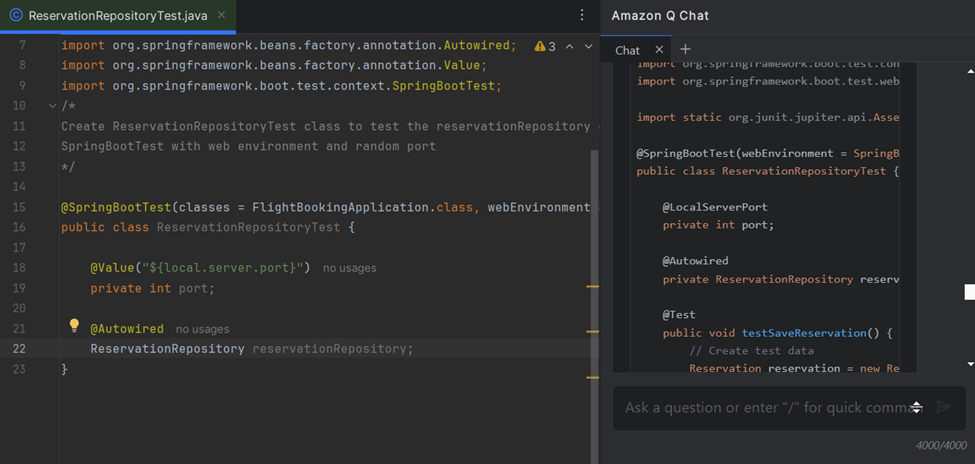 ReservationRepositoryTest.java
7 import org.springframework.beans.factory.annotation.Autowired; 3
8 import org.springframework.beans.factory.annotation.Value;
9 import org.springframework.boot.test.context.SpringBootTest;
10 /*
11 Create ReservationRepositoryTest class to test the reservationRepository
12 SpringBootTest with web environment and random port
13 */
14
15 @SpringBootTest(classes = FlightBookingApplication.class, webEnvironment
16 public class ReservationRepositoryTest {
17
18 @Value("${local.server.port}") no usages
19 private int port;
20
21 @Autowired no usages
22 ReservationRepository reservationRepository;
23 }
Amazon Q Chat
Chat
import org.springframework.boot.test.con
import org.springframework.boot.test.web
import static org.junit.jupiter.api.Asse
@SpringBootTest(webEnvironment = SpringB
public class ReservationRepositoryTest {
@LocalServerPort
private int port;
@Autowired
private ReservationRepository reserv
@Test
public void testSaveReservation() {
// Create test data
Reservation reservation = new Re
Ask a question or enter "/" for quick comma
4000/4000